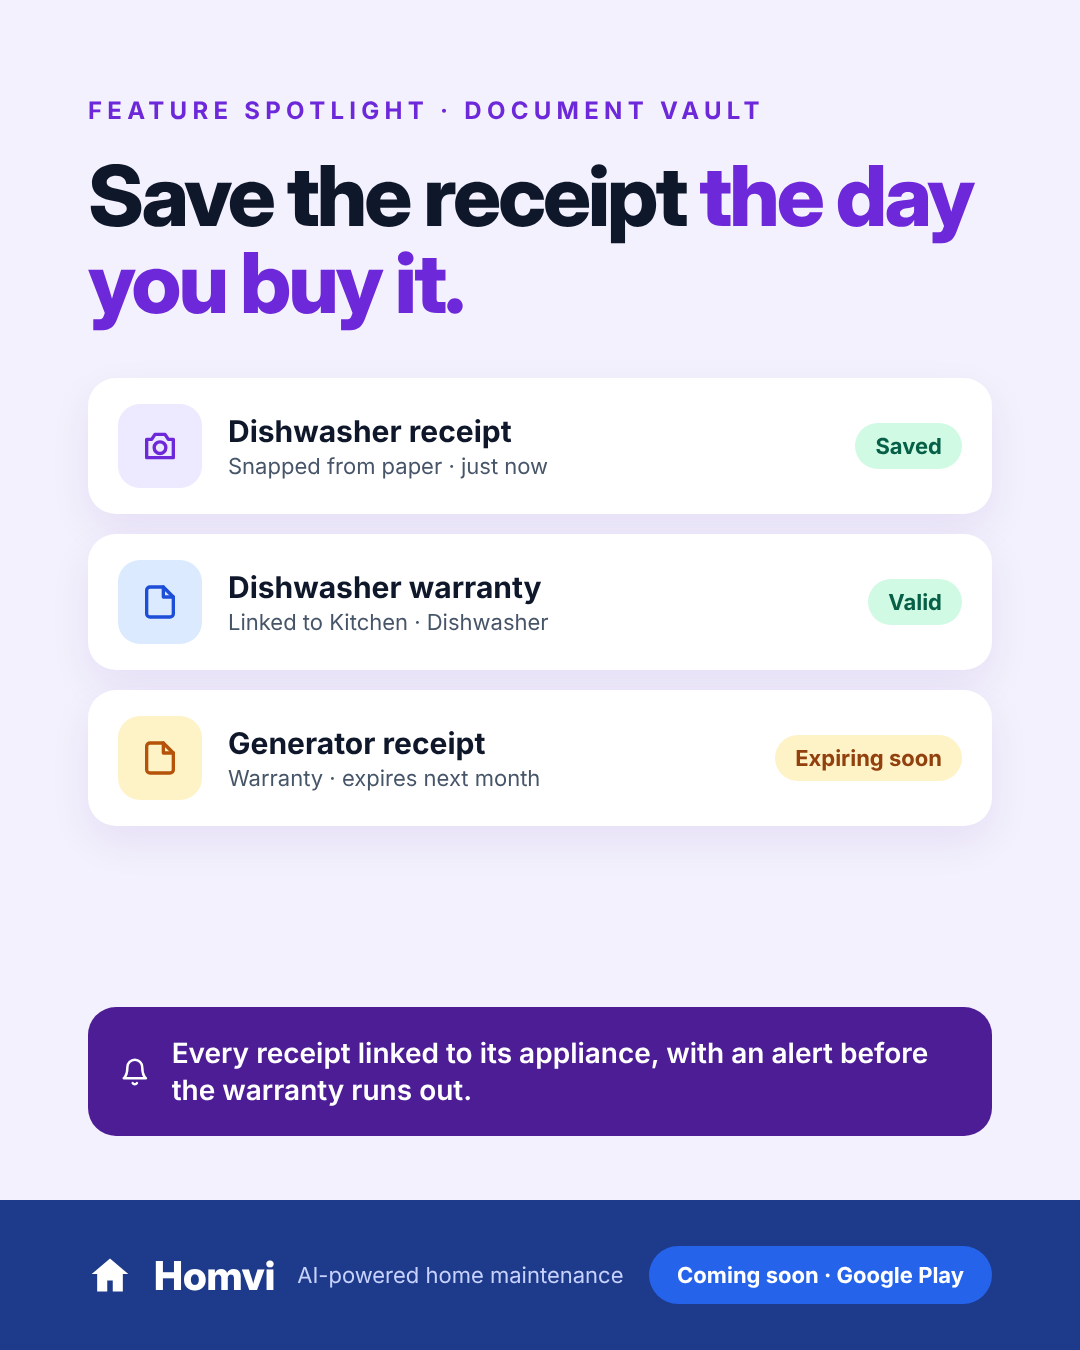 FEATURE SPOTLIGHT · DOCUMENT VAULT
Save the receipt the day
you buy it.
Dishwasher receipt
Snapped from paper · just now
Saved
Dishwasher warranty
Linked to Kitchen · Dishwasher
Valid
Generator receipt
Warranty · expires next month
Expiring soon
Every receipt linked to its appliance, with an alert before
the warranty runs out.
Homvi AI-powered home maintenance Coming soon · Google Play